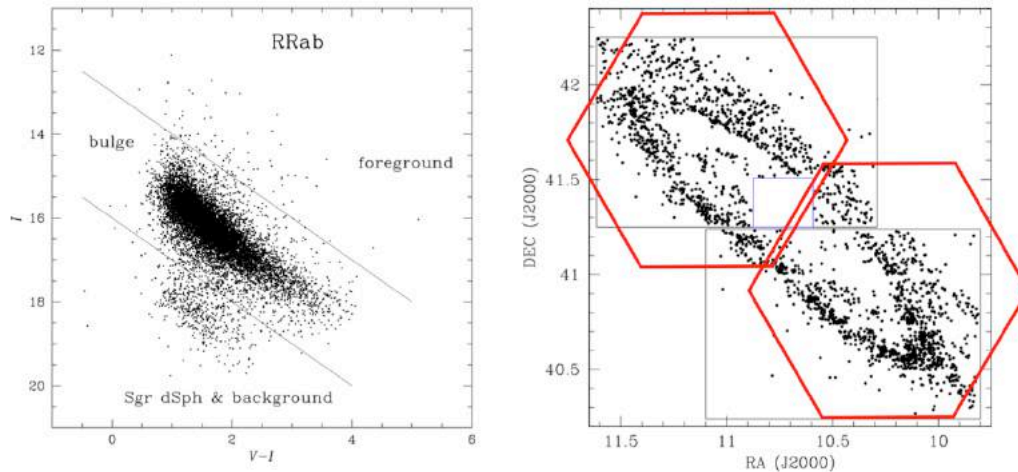 RRab
bulge
foreground
Sgr dSph & background
12
14
16
18
20
I
0
2
4
6
V-I
42
41.5
41
40.5
DEC (J2000)
11.5
11
10.5
10
RA (J2000)